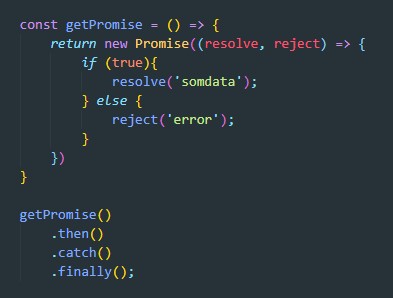 const getPromise = () => {
    return new Promise((resolve, reject) => {
        if (true){
            resolve('somdata');
        } else {
            reject('error');
        }
    })
}

getPromise()
    .then()
    .catch()
    .finally();